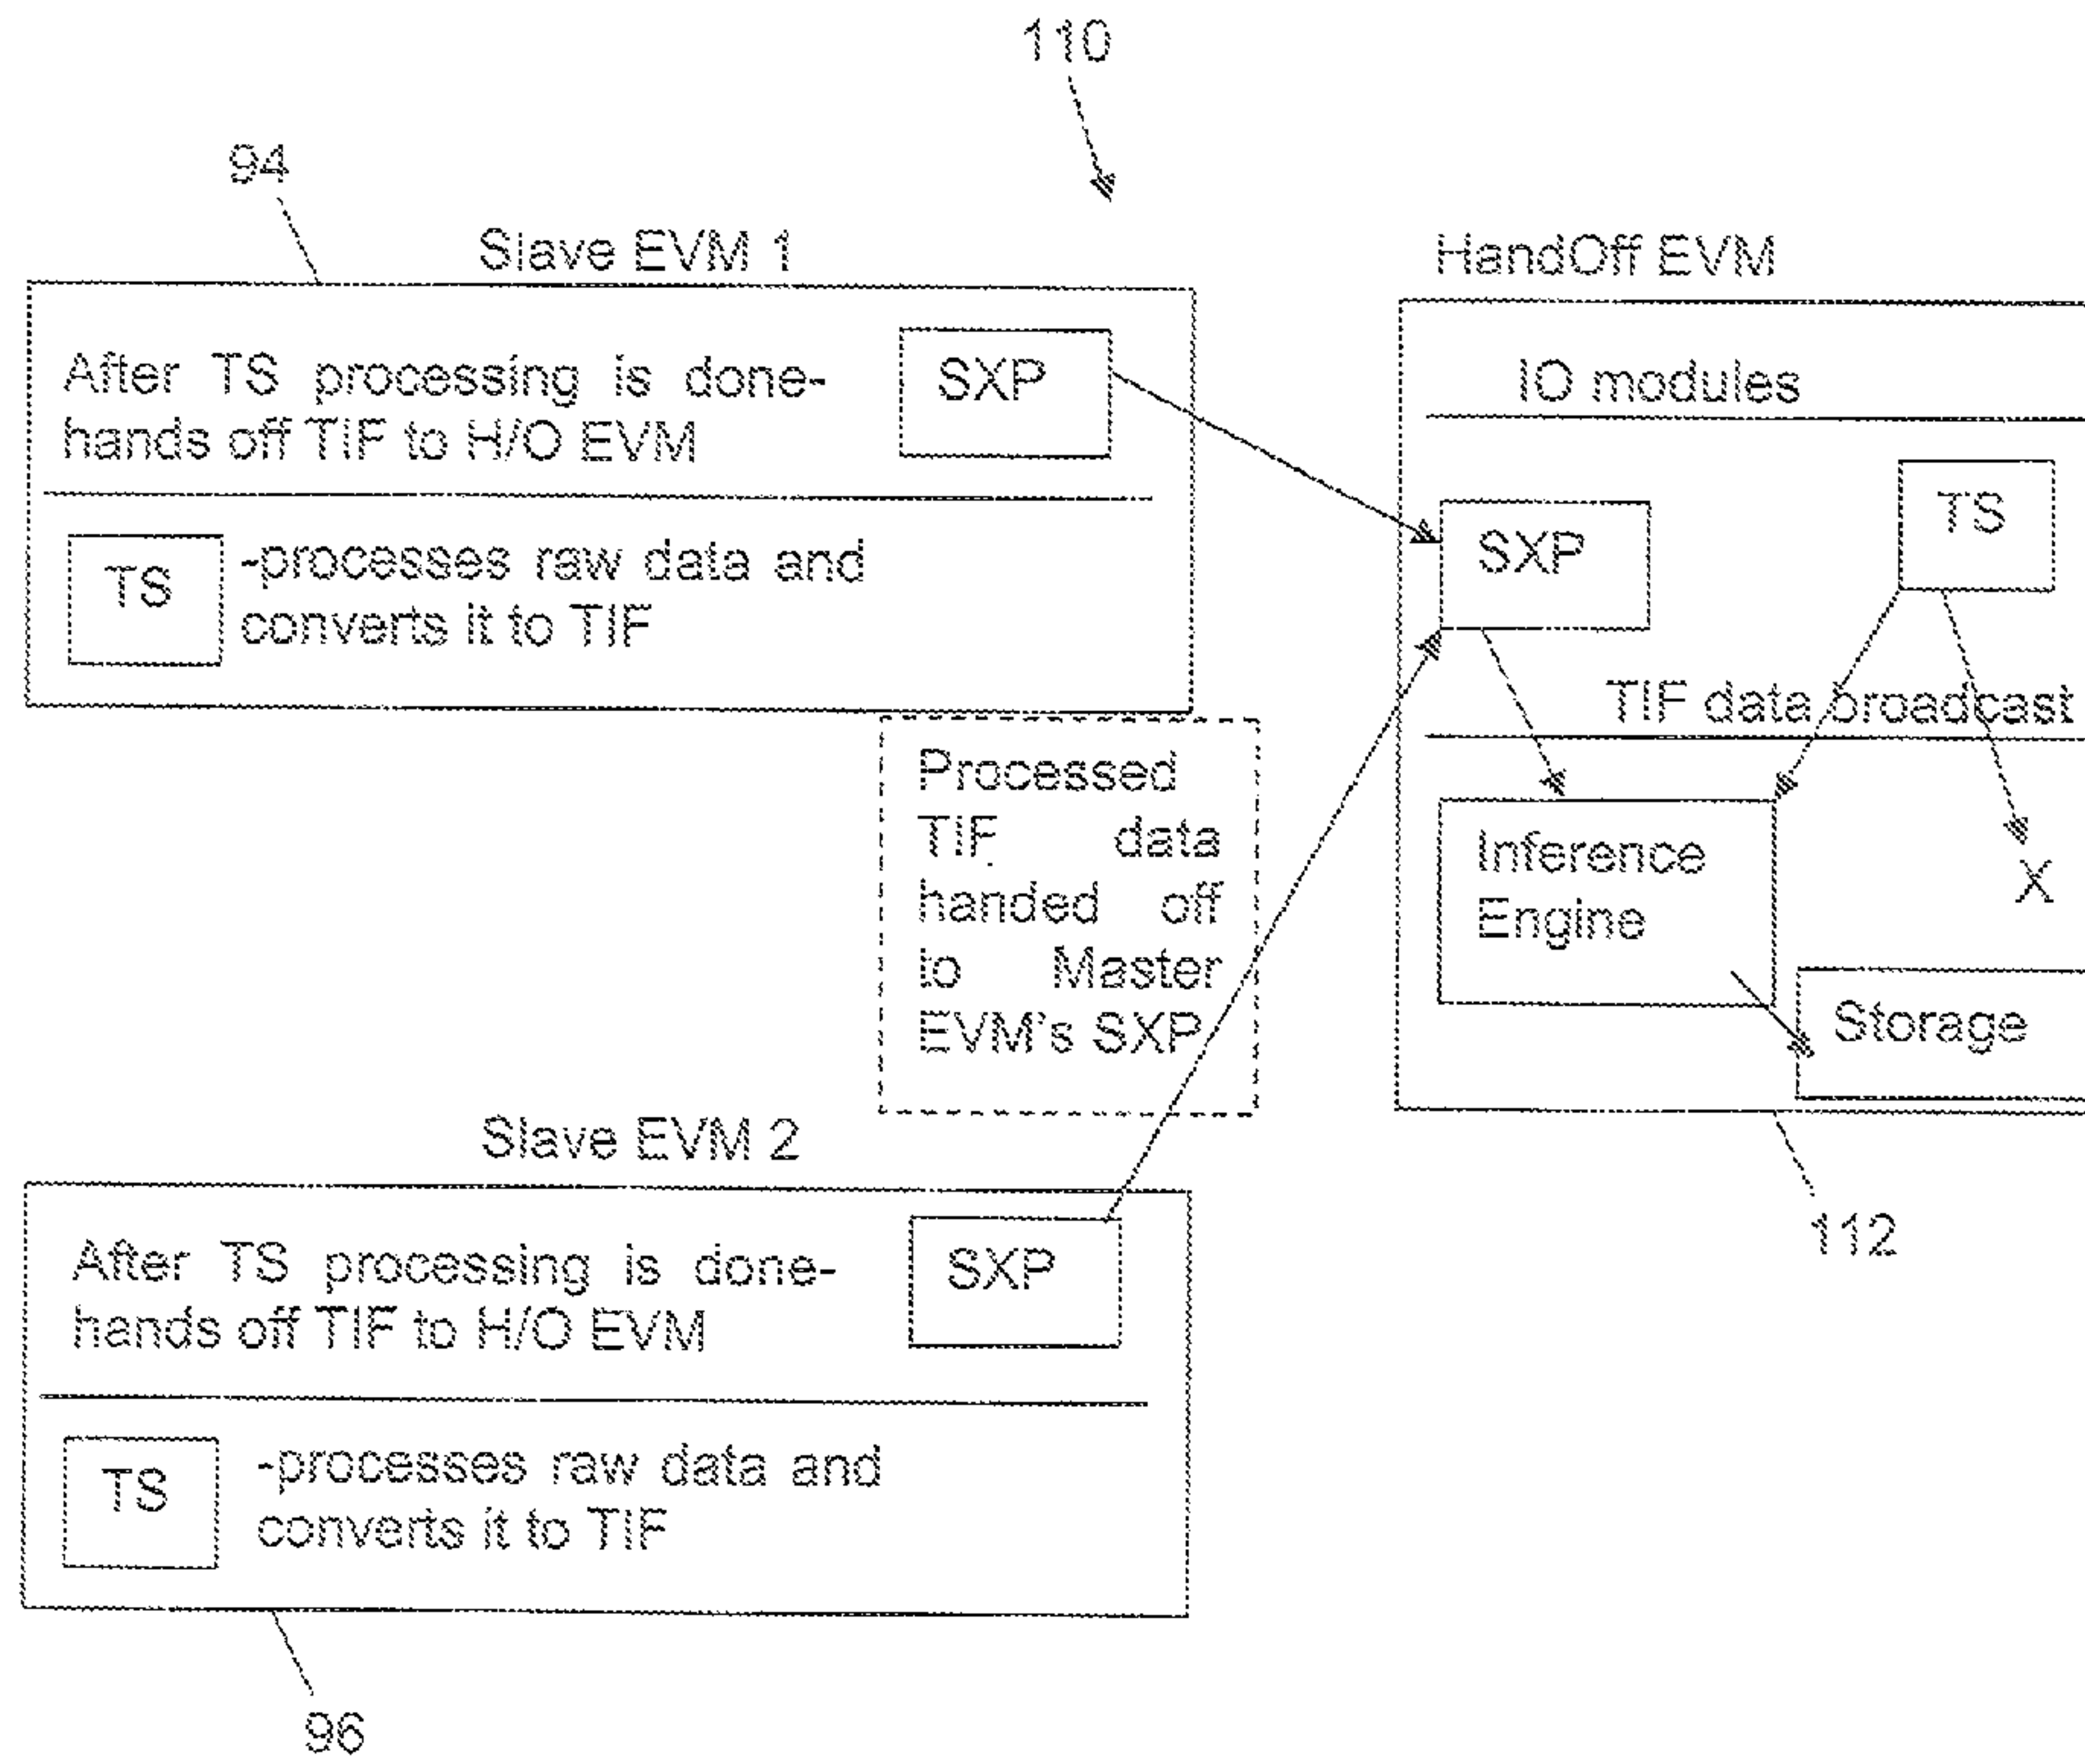 110
94
Slave EVM 1
After TS processing is done-
hands off TIF to H/O EVM
SXP
TS
-processes raw data and
converts it to TIF
HandOff EVM
IO modules
SXP
TS
TIF data broadcast
Inference
Engine
X
Storage
112
Processed
TIF data
handed off
to Master
EVM's SXP
Slave EVM 2
After TS processing is done-
hands off TIF to H/O EVM
SXP
TS
-processes raw data and
converts it to TIF
96